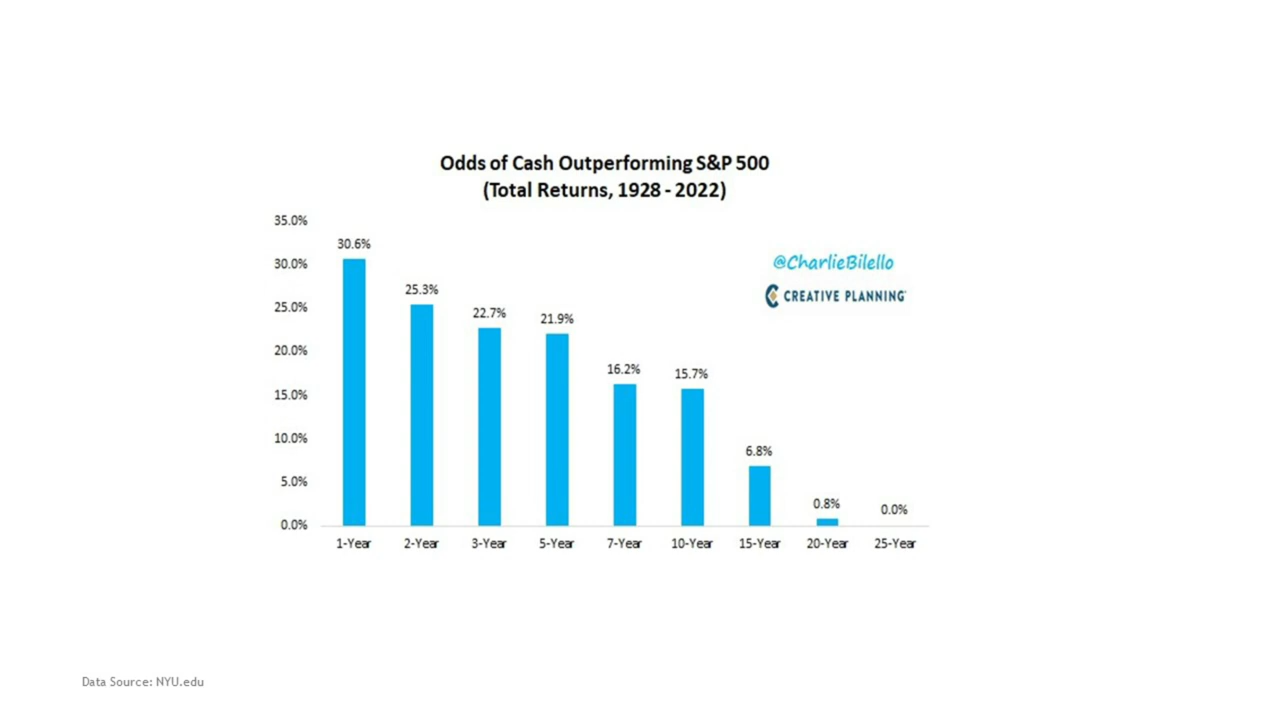 Odds of Cash Outperforming S&P 500
(Total Returns, 1928 - 2022)
35.0%
30.0%
25.0%
20.0%
15.0%
10.0%
5.0%
0.0%
30.6%
25.3%
22.7%
21.9%
16.2%
15.7%
6.8%
0.8%
0.0%
@CharlieBilello
CREATIVE PLANNING
1-Year 2-Year 3-Year 5-Year 7-Year 10-Year 15-Year 20-Year 25-Year
Data Source: NYU.edu